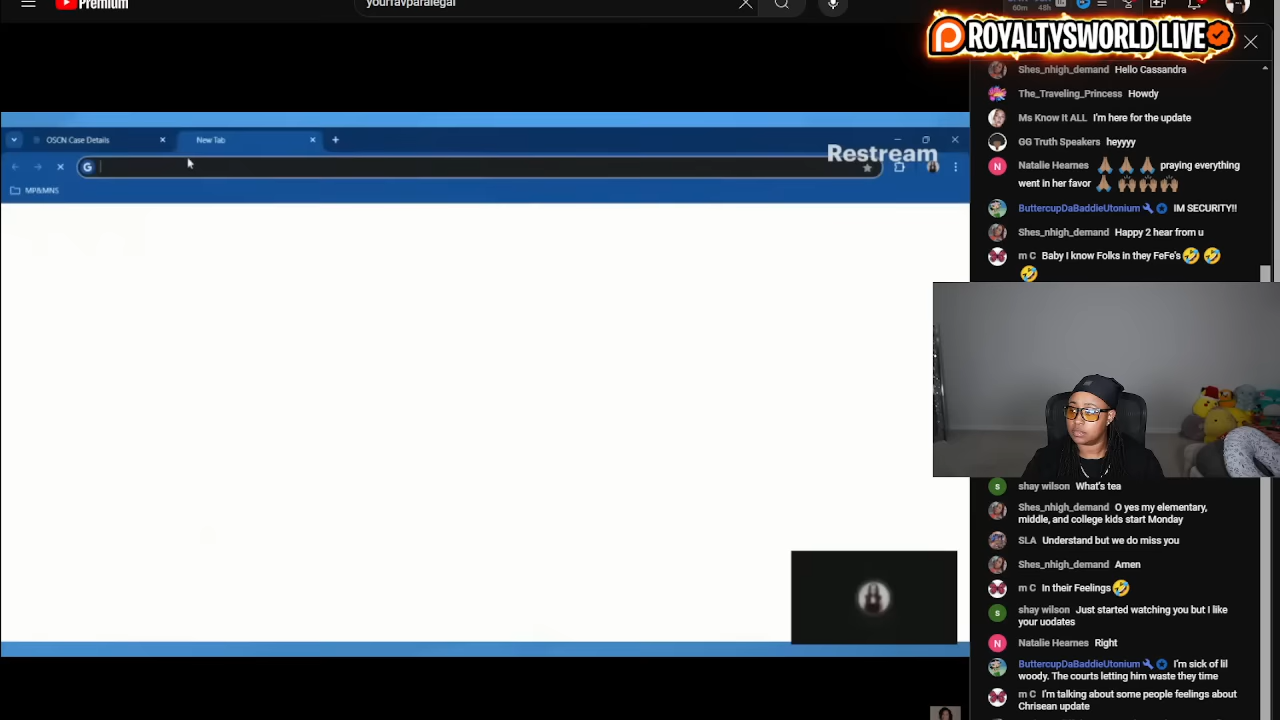 Premium
yourfavparalegal
60m
48h
ROYALTYSWORLD LIVE
OSCN Case Details
New Tab
Restream
MP&MNS
Shes_nhigh_demand Hello Cassandra
The_Traveling_Princess Howdy
Ms Know It ALL I'm here for the update
GG Truth Speakers heyyyy
Natalie Hearnes 🙏🏽 🙏🏽 🙏🏽 praying everything
went in her favor 🙏🏽 🙌🏽 🙌🏽 🙌🏽
ButtercupDaBaddieUtonium IM SECURITY!!
Shes_nhigh_demand Happy 2 hear from u
m C Baby I know Folks in they FeFe's 🤣 🤣
🤣
shay wilson What's tea
Shes_nhigh_demand O yes my elementary,
middle, and college kids start Monday
SLA Understand but we do miss you
Shes_nhigh_demand Amen
m C In their Feelings 🤣
shay wilson Just started watching you but I like
your uodates
Natalie Hearnes Right
ButtercupDaBaddieUtonium I'm sick of lil
woody. The courts letting him waste they time
m C I'm talking about some people feelings about
Chrisean update